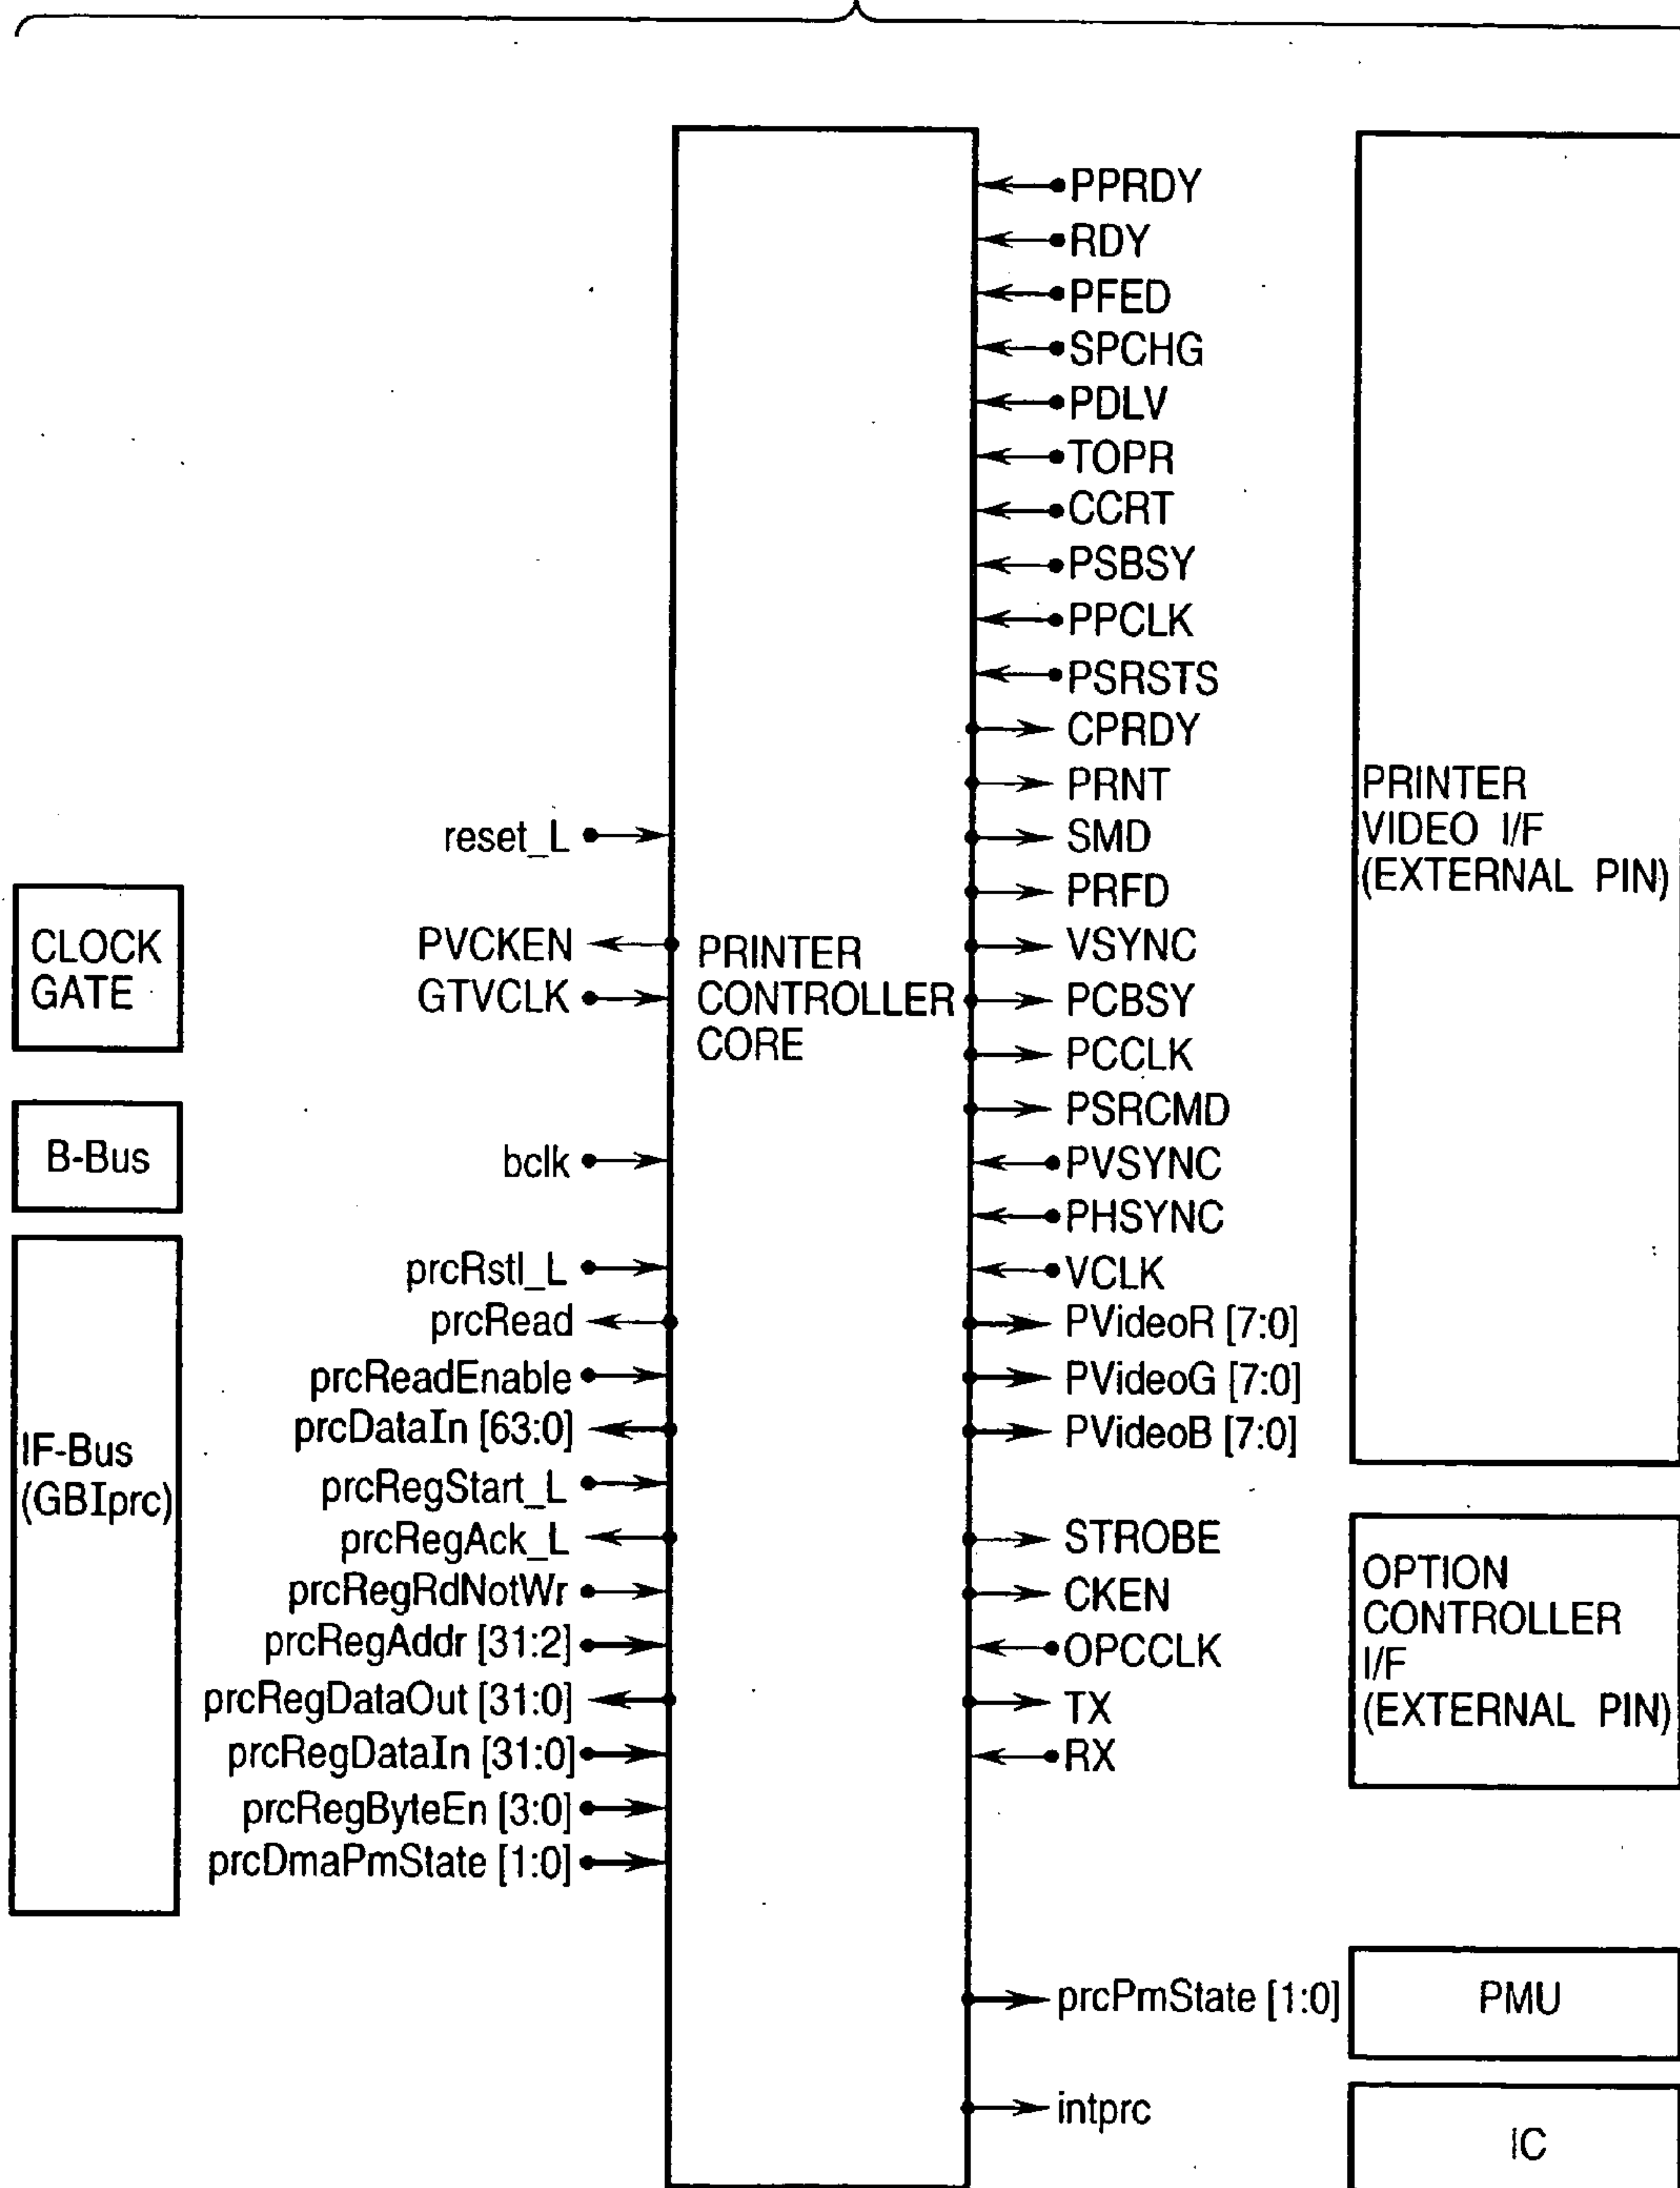 CLOCK
GATE
B-Bus
IF-Bus
(GBIprc)
reset_L
PVCKEN
GTVCLK
bclk
prcRstI_L
prcRead
prcReadEnable
prcDataIn [63:0]
prcRegStart_L
prcRegAck_L
prcRegRdNotWr
prcRegAddr [31:2]
prcRegDataOut [31:0]
prcRegDataIn [31:0]
prcRegByteEn [3:0]
prcDmaPmState [1:0]
PRINTER
CONTROLLER
CORE
PPRDY
RDY
PFED
SPCHG
PDLV
TOPR
CCRT
PSBSY
PPCLK
PSRSTS
CPRDY
PRNT
SMD
PRFD
VSYNC
PCBSY
PCCLK
PSRCMD
PVSYNC
PHSYNC
VCLK
PVideoR [7:0]
PVideoG [7:0]
PVideoB [7:0]
STROBE
CKEN
OPCCLK
TX
RX
prcPmState [1:0]
intprc
PRINTER
VIDEO I/F
(EXTERNAL PIN)
OPTION
CONTROLLER
I/F
(EXTERNAL PIN)
PMU
IC